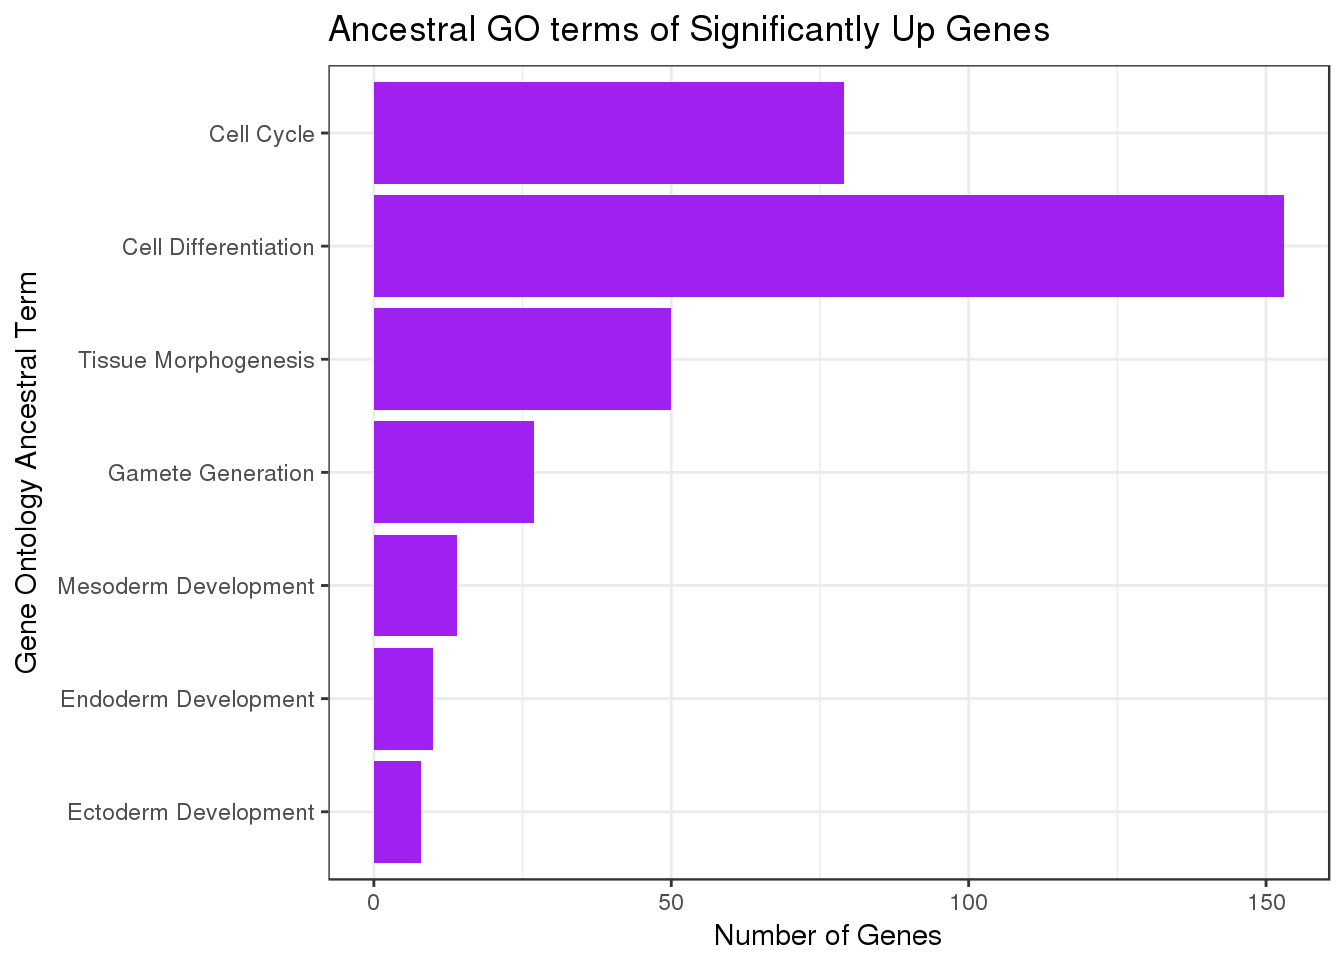 Ancestral GO terms of Significantly Up Genes
Gene Ontology Ancestral Term
Cell Cycle
Cell Differentiation
Tissue Morphogenesis
Gamete Generation
Mesoderm Development
Endoderm Development
Ectoderm Development
0 50 100 150
Number of Genes